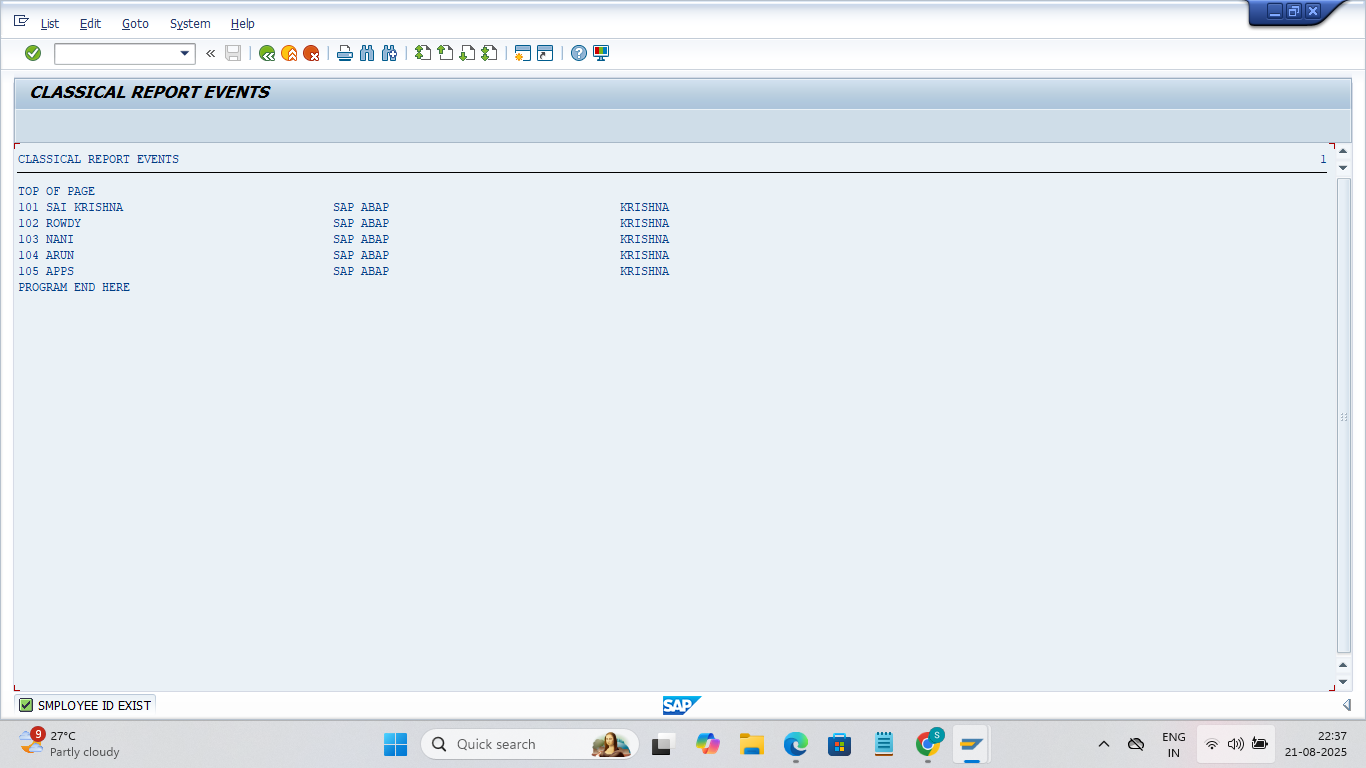 List Edit Goto System Help
CLASSICAL REPORT EVENTS
CLASSICAL REPORT EVENTS 1
TOP OF PAGE
101 SAI KRISHNA SAP ABAP KRISHNA
102 ROWDY SAP ABAP KRISHNA
103 NANI SAP ABAP KRISHNA
104 ARUN SAP ABAP KRISHNA
105 APPS SAP ABAP KRISHNA
PROGRAM END HERE
SMPLOYEE ID EXIST
SAP
9
27°C
Partly cloudy
Quick search
S
ENG
IN
22:37
21-08-2025